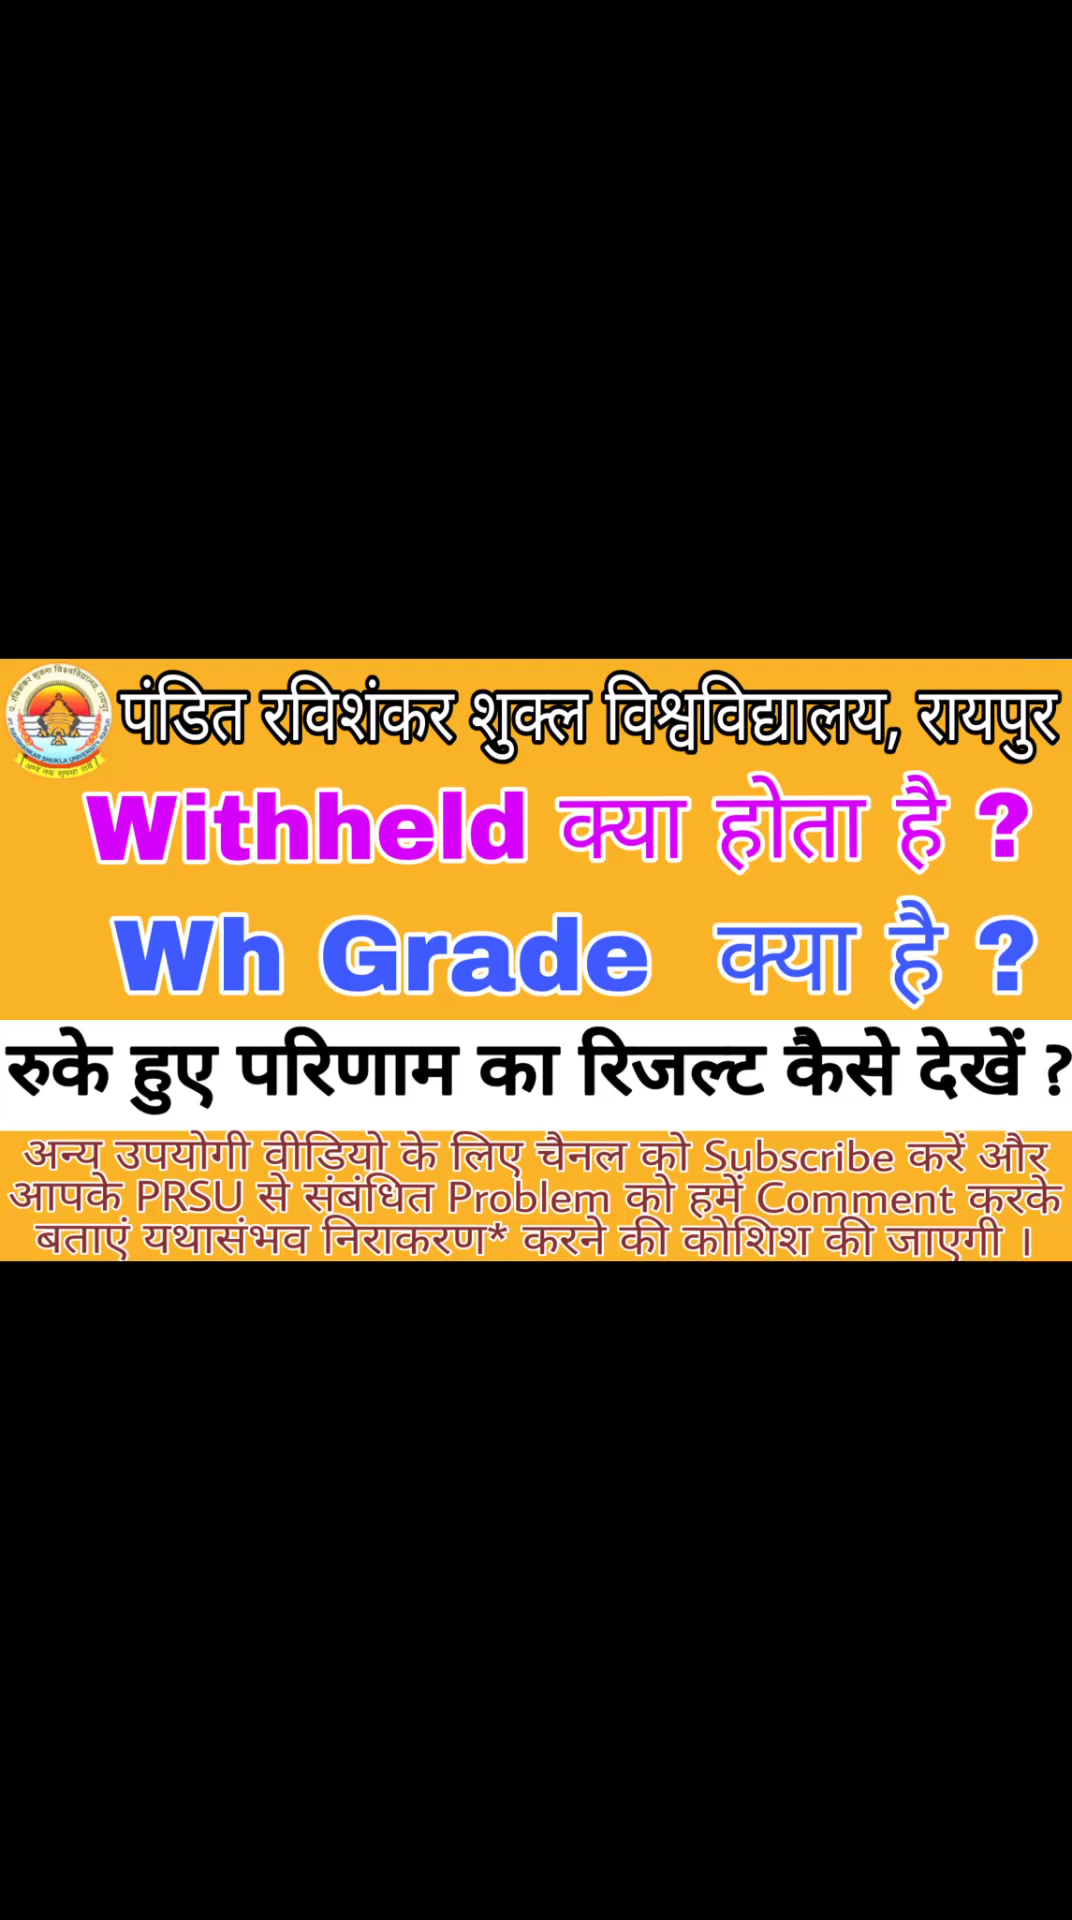 पंडित रविशंकर शुक्ल विश्वविद्यालय, रायपुर
Withheld क्या होता है ?
Wh Grade क्या है ?
रुके हुए परिणाम का रिजल्ट कैसे देखें ?
अन्य उपयोगी वीडियो के लिए चैनल को Subscribe करें और
आपके PRSU से संबंधित Problem को हमें Comment करके
बताएं यथासंभव निराकरण* करने की कोशिश की जाएगी ।